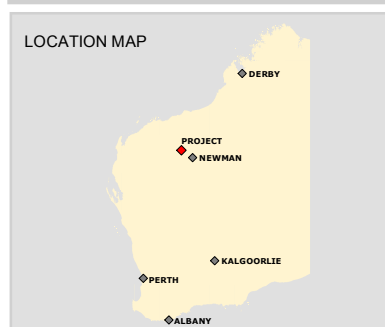 LOCATION MAP
DERBY
PROJECT
NEWMAN
KALGOORLIE
PERTH
ALBANY